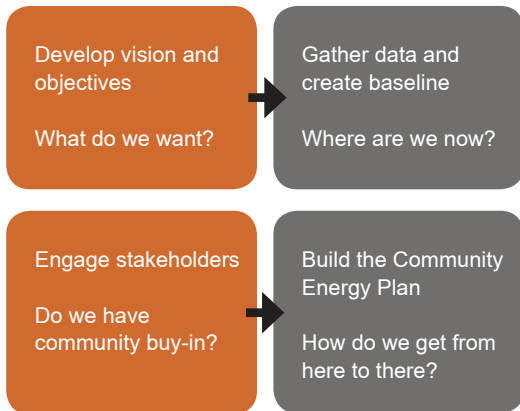 Develop vision and
objectives
What do we want?
Gather data and
create baseline
Where are we now?
Engage stakeholders
Do we have
community buy-in?
Build the Community
Energy Plan
How do we get from
here to there?